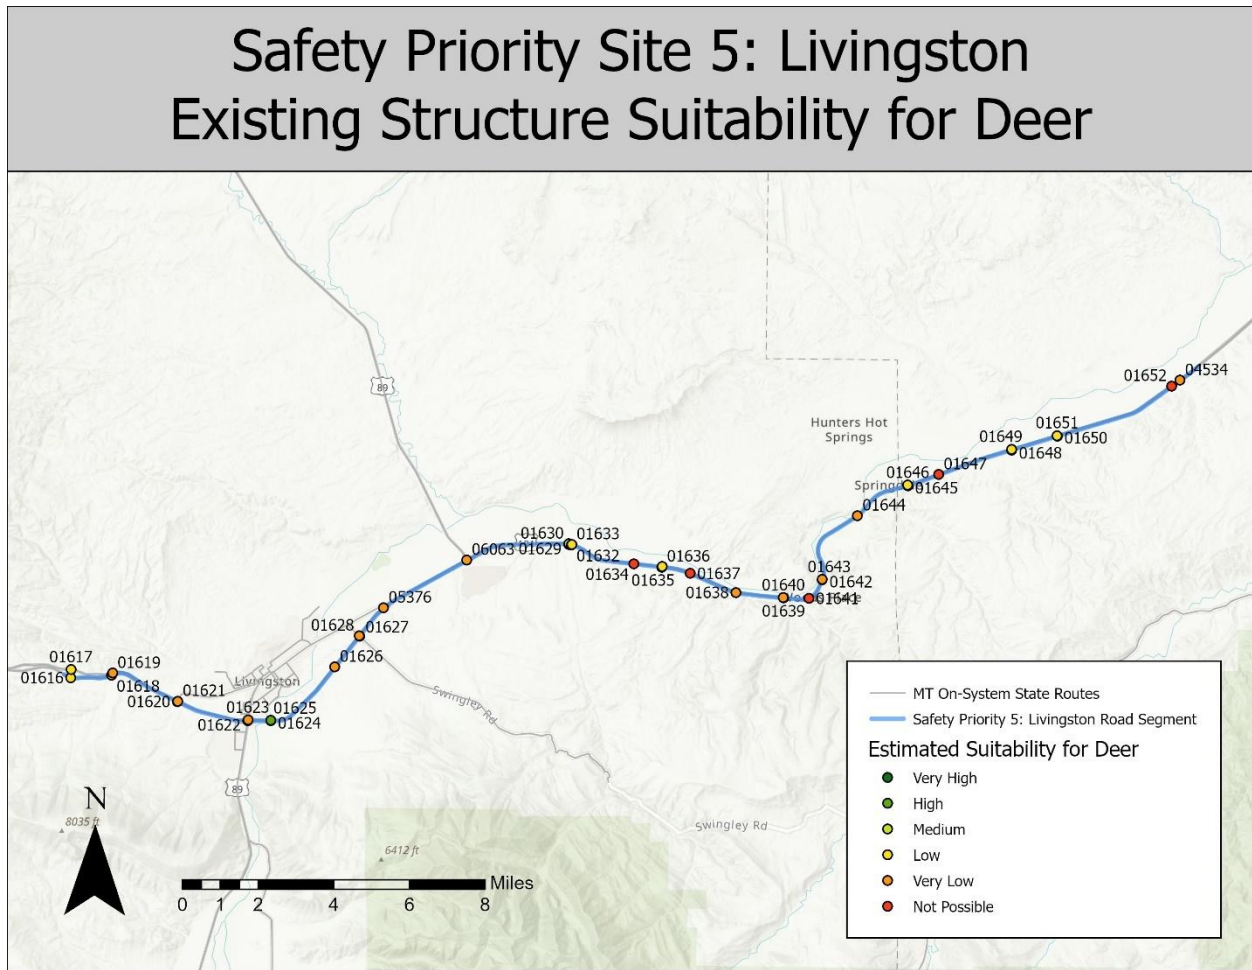 Safety Priority Site 5: Livingston
Existing Structure Suitability for Deer
89
Hunters Hot
Springs
01652
04534
01651
01650
01649
01648
01647
01646
01645
01644
01630
01633
01629
01632
01636
01634
01635
01637
01643
01642
01640
01638
01639
01641
06063
05376
01628
01627
01626
01617
01619
01616
01618
01621
01620
Livingston
01623
01625
01622
01624
Swingley Rd
89
N
8035 ft
6412 ft
Swingley Rd
Miles
0 1 2 4 6 8
MT On-System State Routes
Safety Priority 5: Livingston Road Segment
Estimated Suitability for Deer
Very High
High
Medium
Low
Very Low
Not Possible